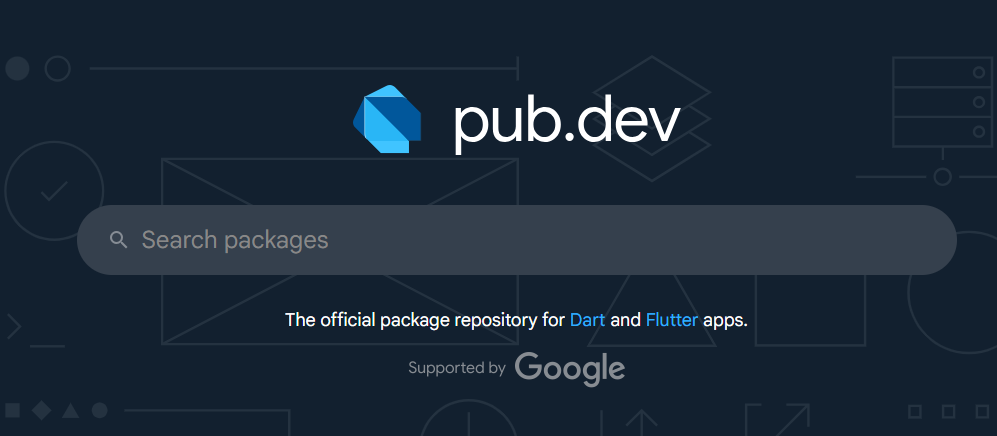 pub.dev
Search packages
The official package repository for Dart and Flutter apps.
Supported by Google